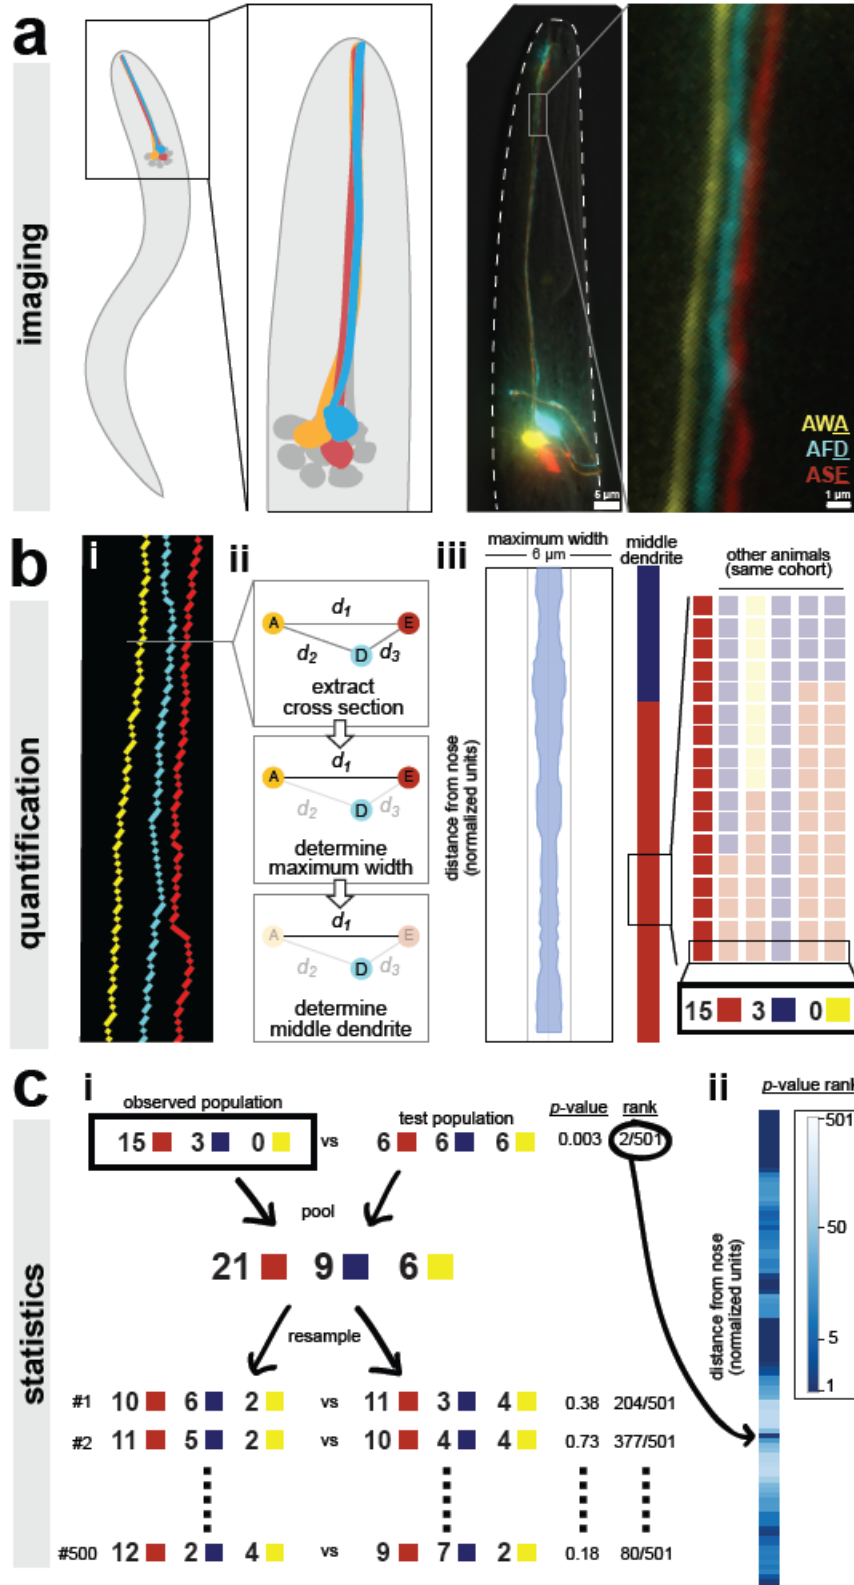 a
imaging
AWA
AFD
ASE
5 µm
1 µm
b
quantification
i
ii
d1
A
E
d2
D
d3
extract
cross section
d1
A
E
d2
D
d3
determine
maximum width
d1
A
E
d2
D
d3
determine
middle dendrite
iii
maximum width
6 µm
distance from nose
(normalized units)
middle
dendrite
other animals
(same cohort)
15 3 0
c
statistics
i
observed population
test population
p-value
rank
15 3 0 vs 6 6 6 0.003 2/501
pool
21 9 6
resample
#1 10 6 2 vs 11 3 4 0.38 204/501
#2 11 5 2 vs 10 4 4 0.73 377/501
#500 12 2 4 vs 9 7 2 0.18 80/501
ii
p-value rank
distance from nose
(normalized units)
501
50
5
1